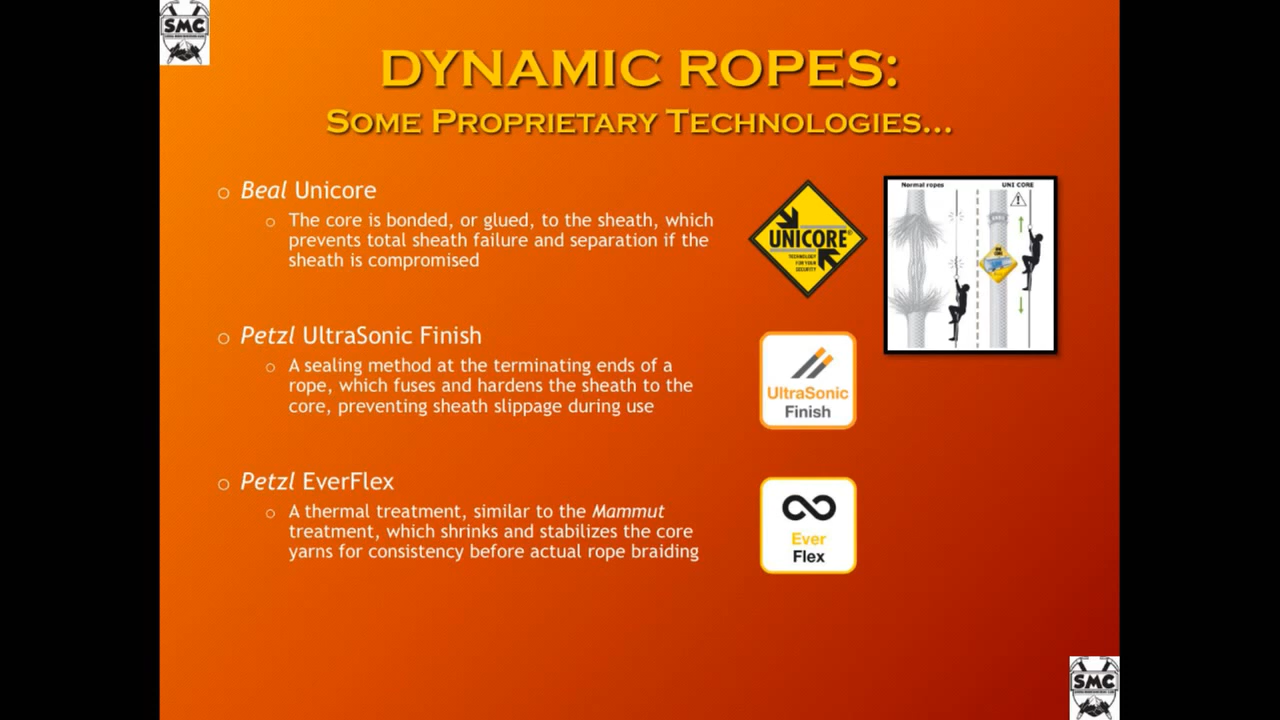 SMC
DYNAMIC ROPES:
SOME PROPRIETARY TECHNOLOGIES...
Beal Unicore
The core is bonded, or glued, to the sheath, which
prevents total sheath failure and separation if the
sheath is compromised
UNICORE®
TECHNOLOGY
FOR YOUR
SECURITY
Normal ropes
UNI CORE
Petzl UltraSonic Finish
A sealing method at the terminating ends of a
rope, which fuses and hardens the sheath to the
core, preventing sheath slippage during use
UltraSonic
Finish
Petzl EverFlex
A thermal treatment, similar to the Mammut
treatment, which shrinks and stabilizes the core
yarns for consistency before actual rope braiding
Ever
Flex
SMC